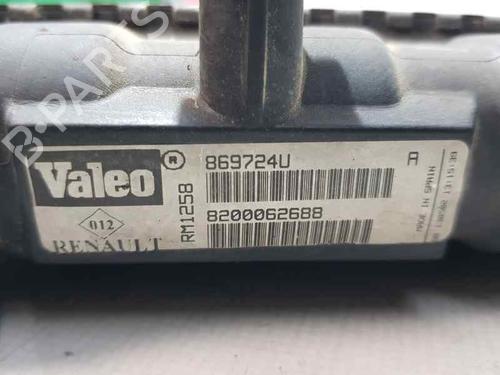 Valeo ®
869724U
A
RM1258
8200062688
012
RENAULT
MADE IN SPAIN
B-PARTS